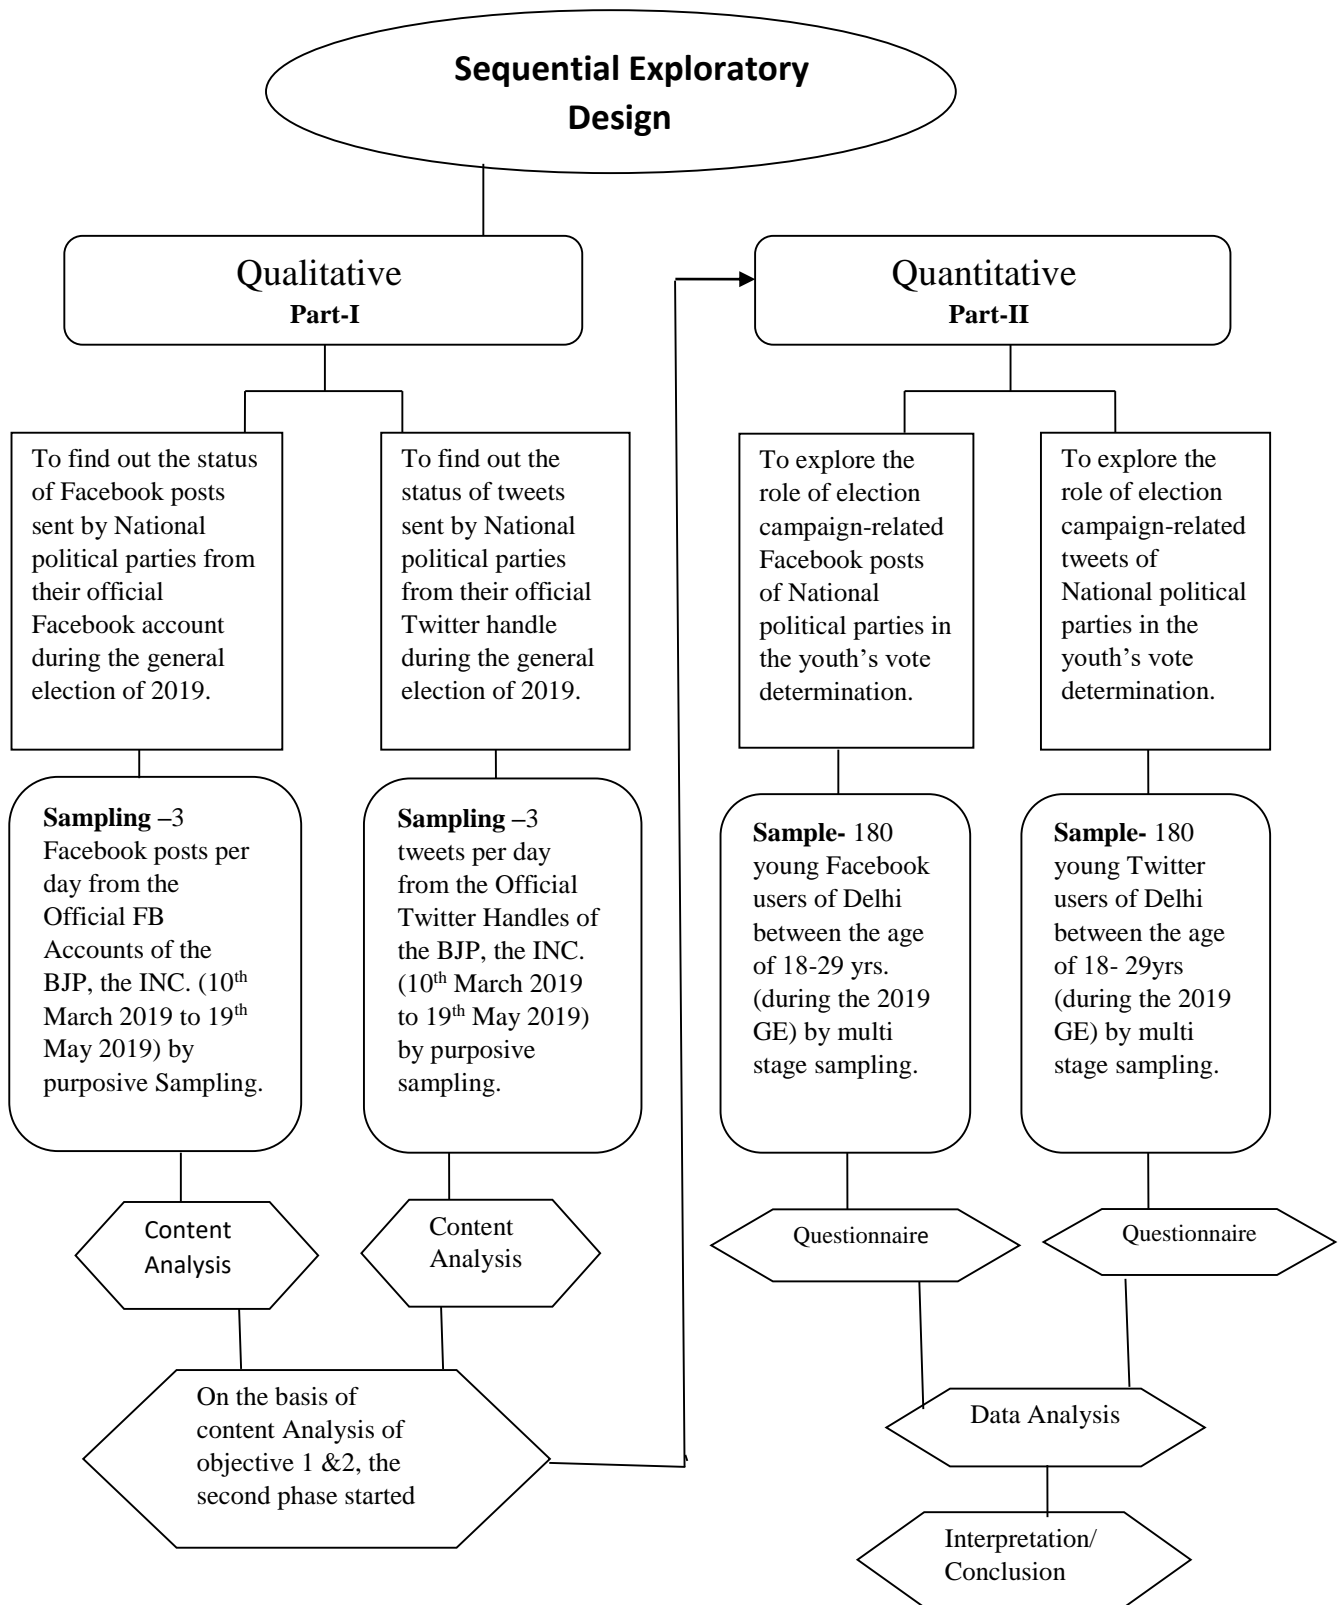 Sequential Exploratory
Design
Qualitative
Part-I
Quantitative
Part-II
To find out the status
of Facebook posts
sent by National
political parties from
their official
Facebook account
during the general
election of 2019.
To find out the
status of tweets
sent by National
political parties
from their official
Twitter handle
during the general
election of 2019.
To explore the
role of election
campaign-related
Facebook posts
of National
political parties in
the youth’s vote
determination.
To explore the
role of election
campaign-related
tweets of
National political
parties in the
youth’s vote
determination.
Sampling –3
Facebook posts per
day from the
Official FB
Accounts of the
BJP, the INC. (10th
March 2019 to 19th
May 2019) by
purposive Sampling.
Sampling –3
tweets per day
from the Official
Twitter Handles of
the BJP, the INC.
(10th March 2019
to 19th May 2019)
by purposive
sampling.
Sample- 180
young Facebook
users of Delhi
between the age
of 18-29 yrs.
(during the 2019
GE) by multi
stage sampling.
Sample- 180
young Twitter
users of Delhi
between the age
of 18- 29yrs
(during the 2019
GE) by multi
stage sampling.
Content
Analysis
Content
Analysis
Questionnaire
Questionnaire
On the basis of
content Analysis of
objective 1 &2, the
second phase started
Data Analysis
Interpretation/
Conclusion